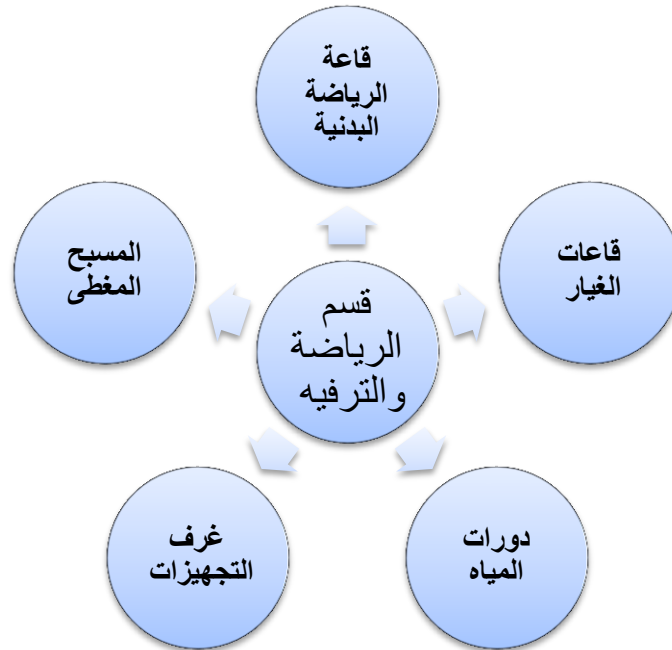 قاعة
الرياضة
البدنية
قاعات
الغيار
المسبح
المغطى
قسم
الرياضة
والترفيه
دورات
المياه
غرف
التجهيزات